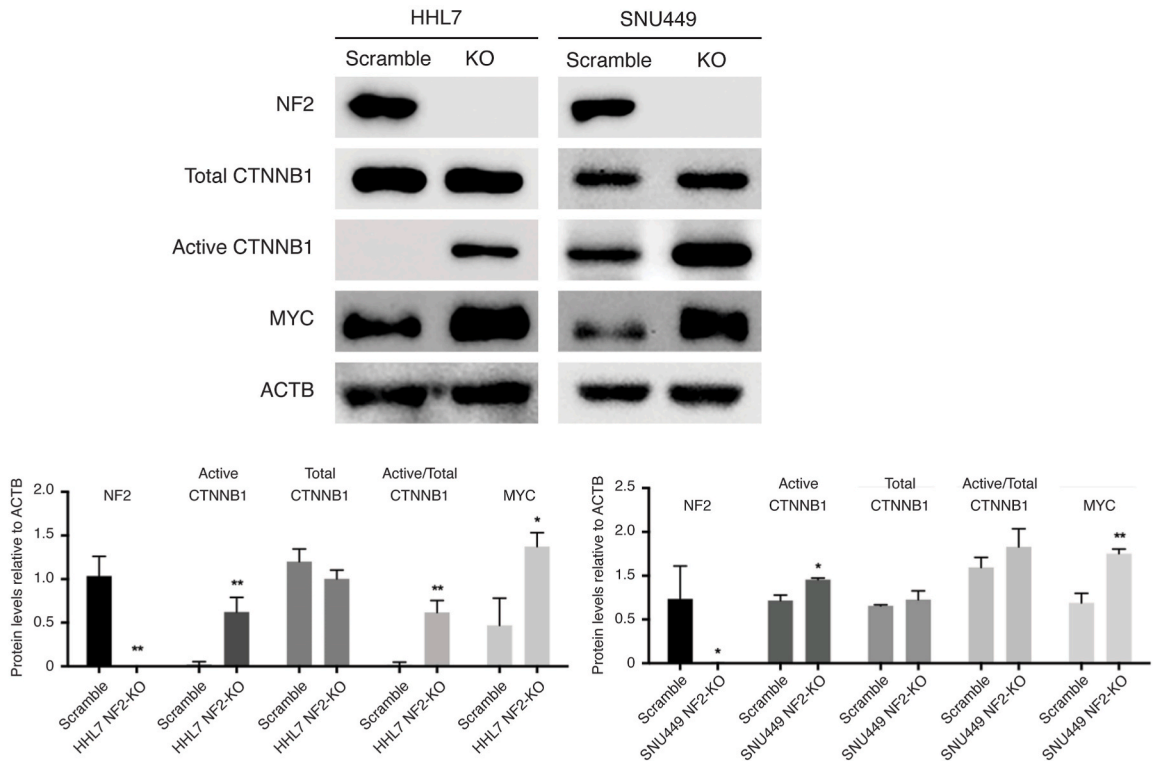 HHL7
SNU449
Scramble KO
Scramble KO
NF2
Total CTNNB1
Active CTNNB1
MYC
ACTB
Protein levels relative to ACTB
2.0
1.5
1.0
0.5
0
NF2
Active
CTNNB1
Total
CTNNB1
Active/Total
CTNNB1
MYC
**
**
**
*
Scramble
HHL7 NF2-KO
Scramble
HHL7 NF2-KO
Scramble
HHL7 NF2-KO
Scramble
HHL7 NF2-KO
Scramble
HHL7 NF2-KO
Protein levels relative to ACTB
2.5
2.0
1.5
0.5
0
NF2
Active
CTNNB1
Total
CTNNB1
Active/Total
CTNNB1
MYC
*
*
**
Scramble
SNU449 NF2-KO
Scramble
SNU449 NF2-KO
Scramble
SNU449 NF2-KO
Scramble
SNU449 NF2-KO
Scramble
SNU449 NF2-KO